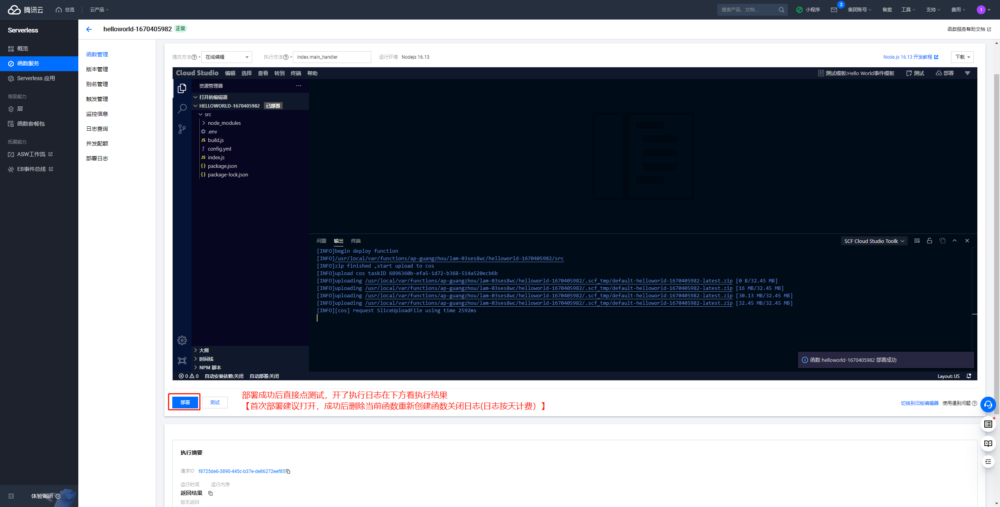 腾讯云 总览 云产品 搜索产品、文档... 小程序 3 集团账号 备案 工具 支持 费用 1
Serverless
概览
函数服务
Serverless 应用
高级能力
层
函数套餐包
拓展能力
ASW工作流
EB事件总线
体验调研
helloworld-1670405982 正常 函数服务帮助文档
函数管理
版本管理
别名管理
触发管理
监控信息
日志查询
并发配额
部署日志
提交方法 * 在线编辑 执行方法 * index.main_handler 运行环境 Nodejs 16.13 Node.js 16.13 开发教程 下载
Cloud Studio 编辑 选择 查看 转到 终端 帮助 测试模板:Hello World事件模板 测试 部署
资源管理器 ···
打开的编辑器
HELLOWORLD-1670405982 已部署
src
node_modules
.env
JS build.js
! config.yml
JS index.js
{} package.json
{} package-lock.json
大纲
时间线
NPM 脚本
问题 输出 终端 SCF Cloud Studio Toolk
[INFO]begin deploy function
[INFO]/usr/local/var/functions/ap-guangzhou/lam-03ses8wc/helloworld-1670405982/src
[INFO]zip finished ,start upload to cos
[INFO]upload cos taskID 6896360b-efa5-1d72-b368-514a520ecb6b
[INFO]uploading /usr/local/var/functions/ap-guangzhou/lam-03ses8wc/helloworld-1670405982/.scf_tmp/default-helloworld-1670405982-latest.zip [0 B/32.45 MB]
[INFO]uploading /usr/local/var/functions/ap-guangzhou/lam-03ses8wc/helloworld-1670405982/.scf_tmp/default-helloworld-1670405982-latest.zip [16 MB/32.45 MB]
[INFO]uploading /usr/local/var/functions/ap-guangzhou/lam-03ses8wc/helloworld-1670405982/.scf_tmp/default-helloworld-1670405982-latest.zip [30.13 MB/32.45 MB]
[INFO]uploading /usr/local/var/functions/ap-guangzhou/lam-03ses8wc/helloworld-1670405982/.scf_tmp/default-helloworld-1670405982-latest.zip [32.45 MB/32.45 MB]
[INFO][cos] request SliceUploadFile using time 2592ms
函数 helloworld-1670405982 部署成功
0 0 自动安装依赖:关闭 自动部署:关闭 Layout: US
部署 测试
部署成功后直接点测试，开了执行日志在下方看执行结果
【首次部署建议打开，成功后删除当前函数重新创建函数关闭日志(日志按天计费）】
切换到旧版编辑器 使用遇到问题
执行摘要
请求ID f8725de6-3890-445c-b37e-de86272eef85
运行时间 运行内存
返回结果
暂无返回